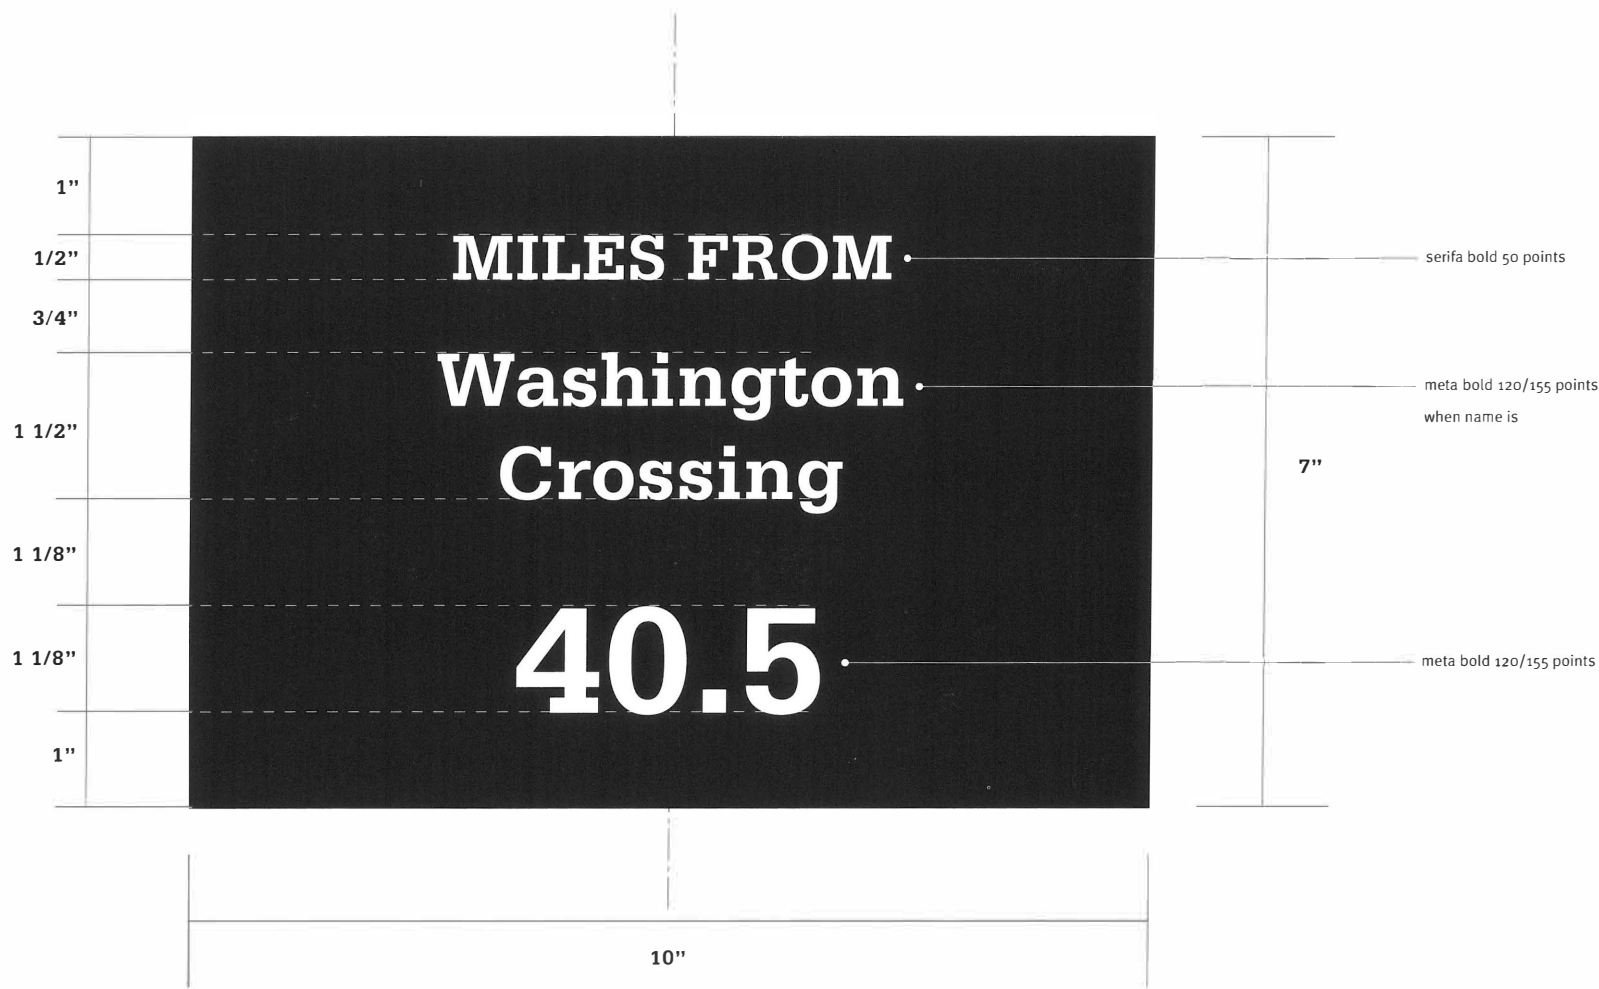 1”
1/2”
MILES FROM
serifa bold 50 points
3/4”
Washington
meta bold 120/155 points
when name is
1 1/2”
Crossing
7”
1 1/8”
40.5
1 1/8”
meta bold 120/155 points
1”
10”